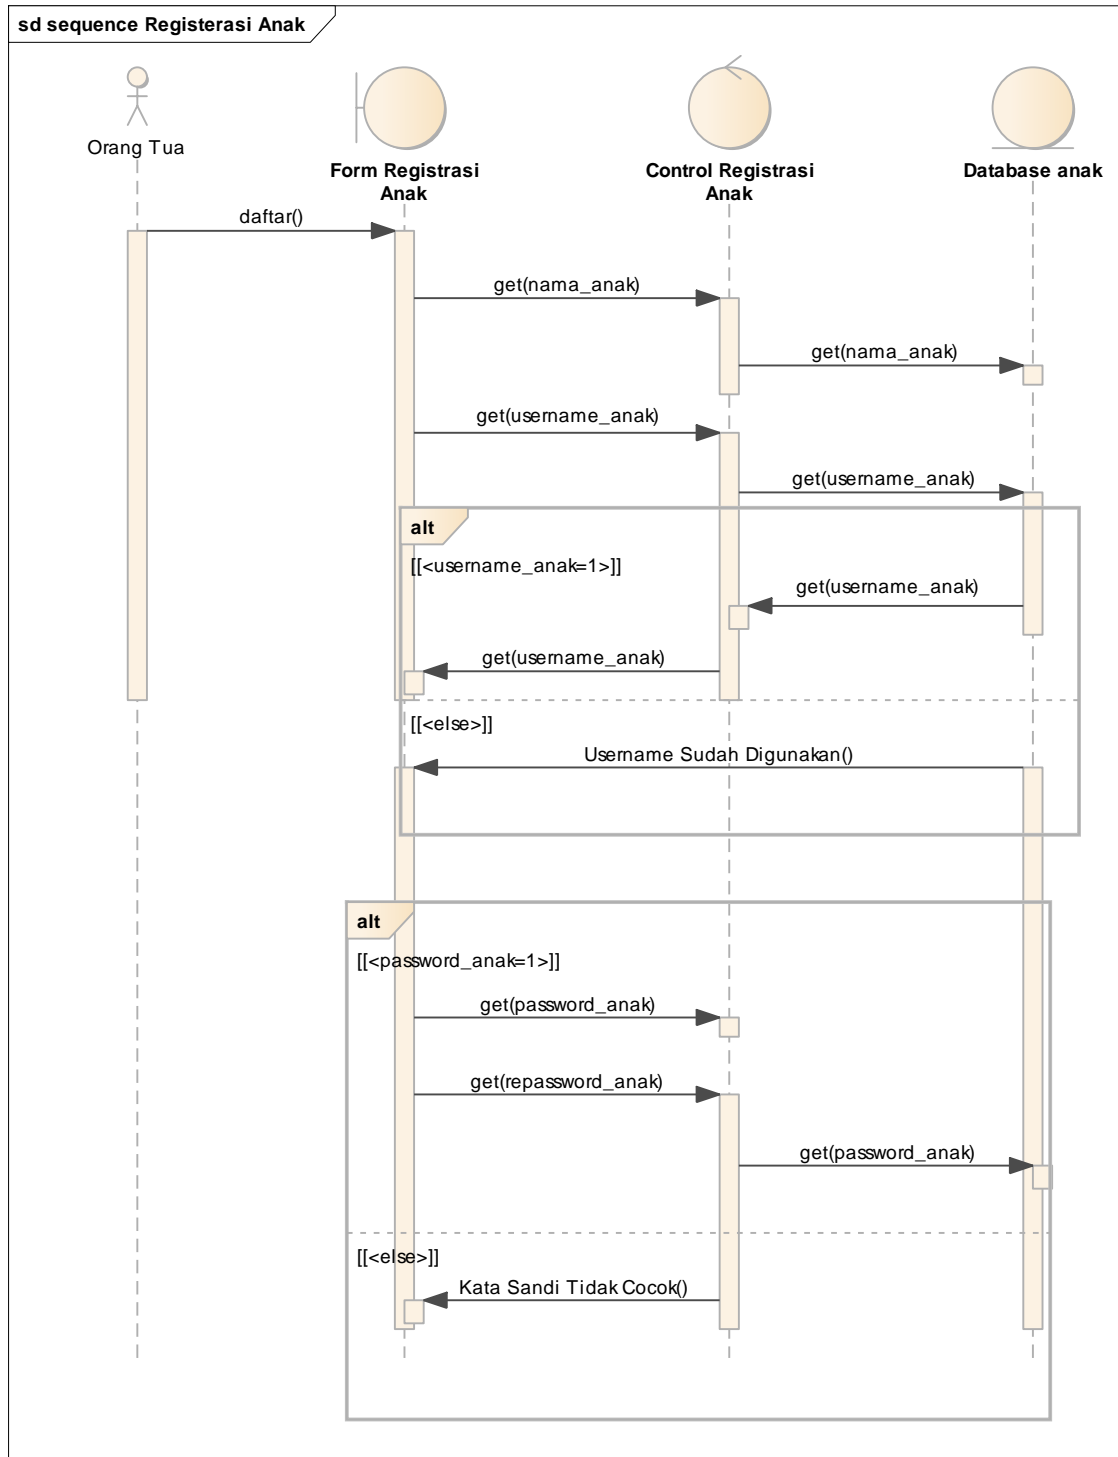 sd sequence Registerasi Anak
Orang Tua
Form Registrasi
Anak
Control Registrasi
Anak
Database anak
daftar()
get(nama_anak)
get(nama_anak)
get(username_anak)
get(username_anak)
alt
[[<username_anak=1>]]
get(username_anak)
get(username_anak)
[[<else>]]
Username Sudah Digunakan()
alt
[[<password_anak=1>]]
get(password_anak)
get(repassword_anak)
get(password_anak)
[[<else>]]
Kata Sandi Tidak Cocok()